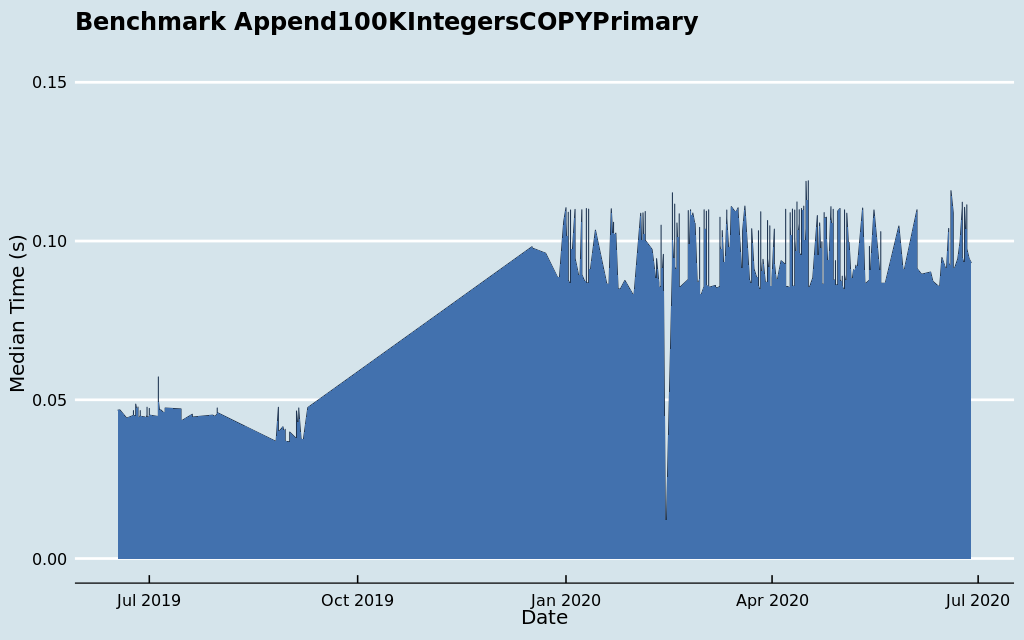 Benchmark Append100KIntegersCOPYPrimary
Median Time (s)
0.15
0.10
0.05
0.00
Jul 2019 Oct 2019 Jan 2020 Apr 2020 Jul 2020
Date